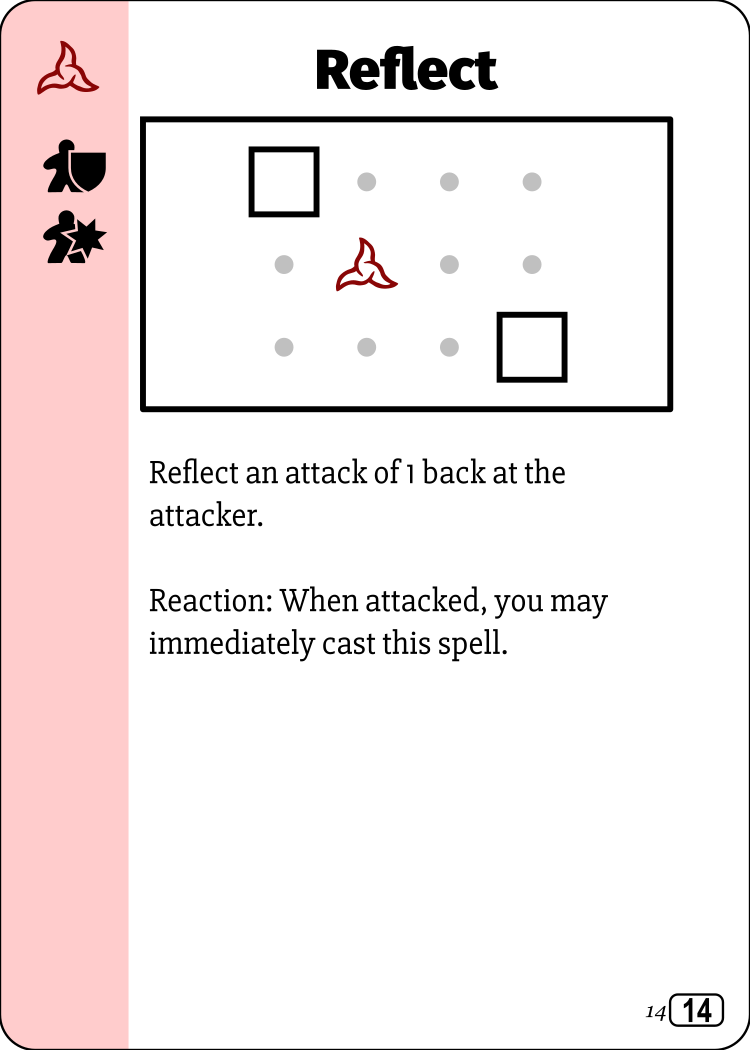 Reflect
Reflect an attack of 1 back at the
attacker.
Reaction: When attacked, you may
immediately cast this spell.
14 14